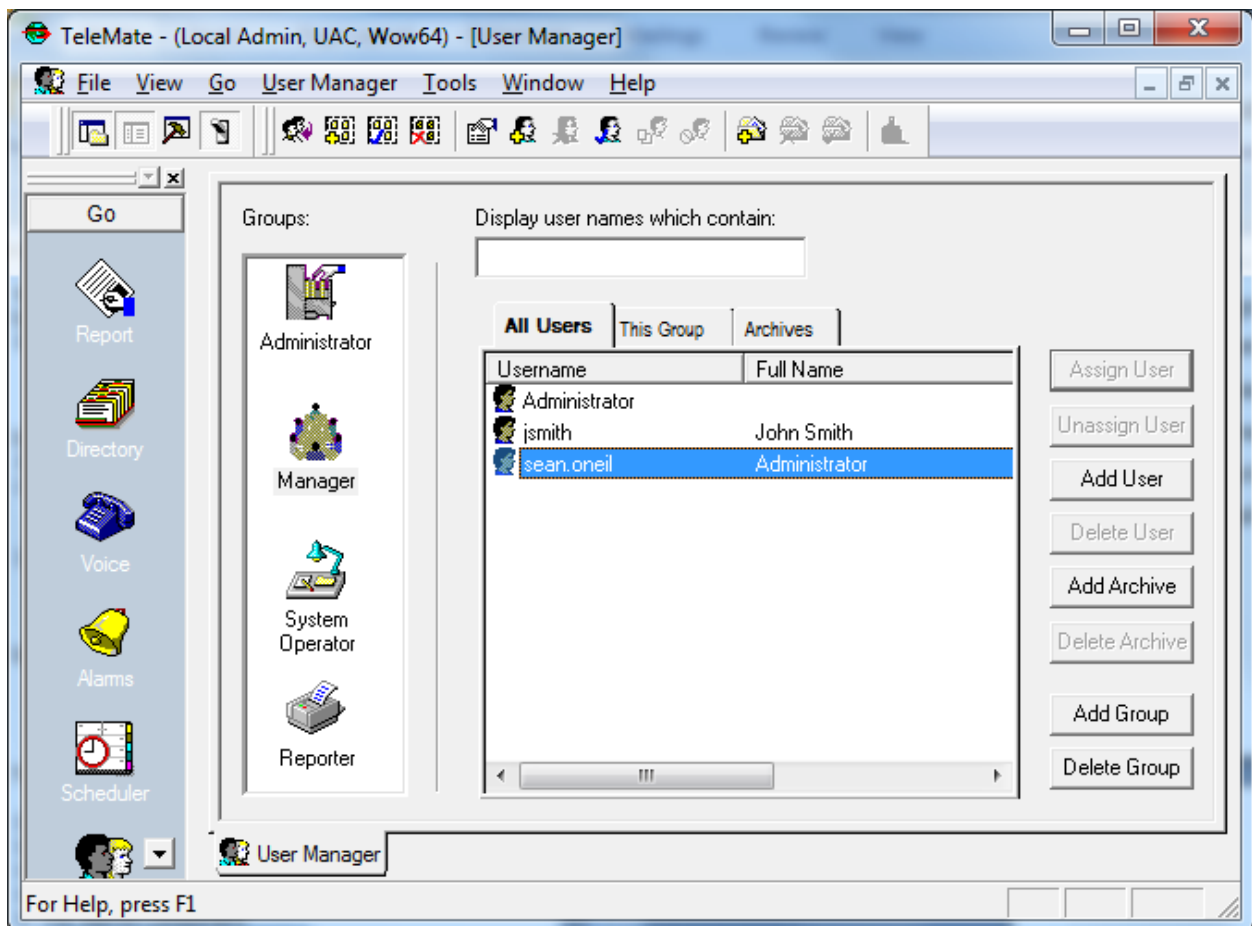 TeleMate - (Local Admin, UAC, Wow64) - [User Manager]
File View Go User Manager Tools Window Help
Go
Report
Directory
Voice
Alarms
Scheduler
Groups:
Administrator
Manager
System
Operator
Reporter
Display user names which contain:
All Users This Group Archives
Username Full Name
Administrator
jsmith John Smith
sean.oneil Administrator
Assign User
Unassign User
Add User
Delete User
Add Archive
Delete Archive
Add Group
Delete Group
User Manager
For Help, press F1